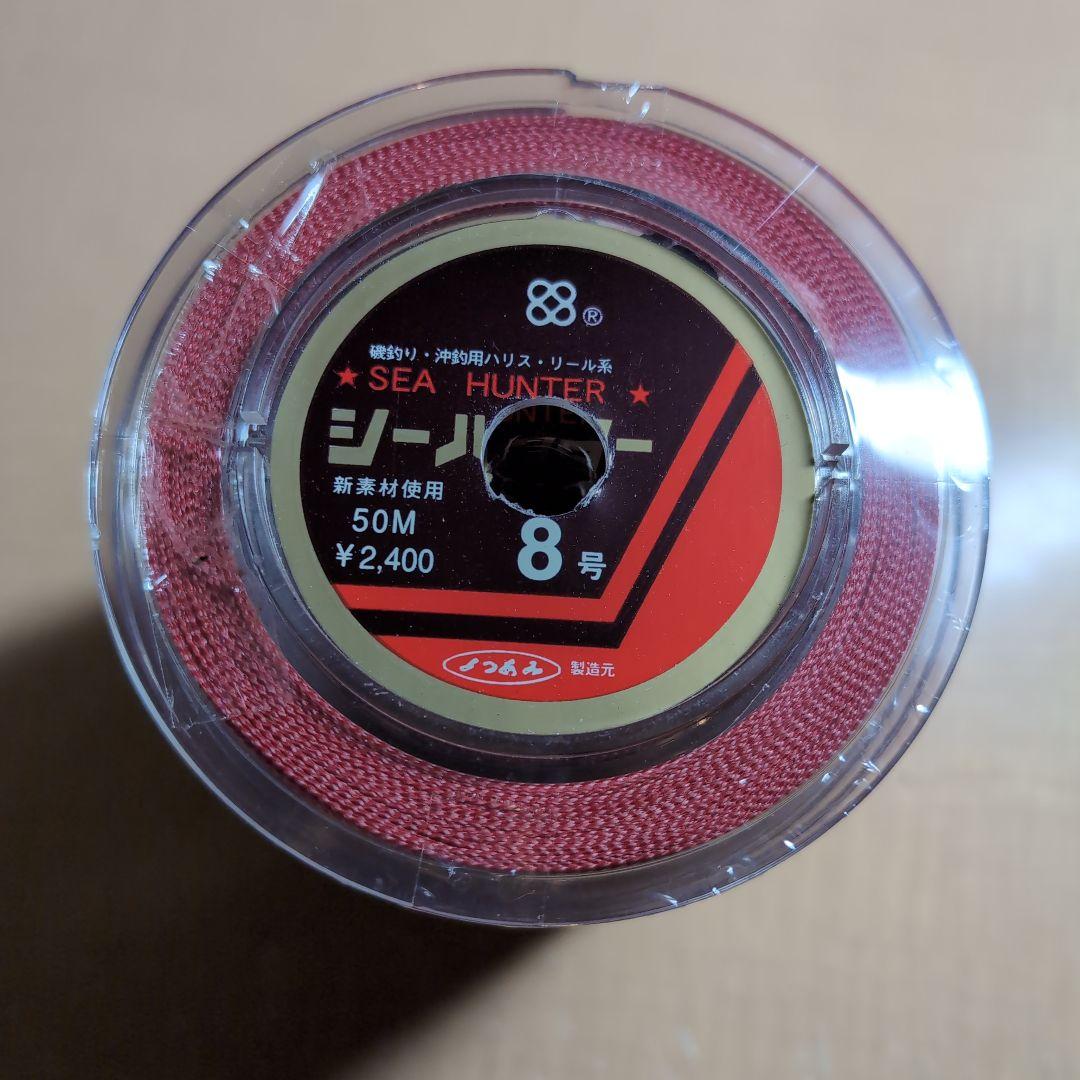 ®
磯釣り・沖釣用ハリス・リール系
★ SEA HUNTER ★
シール
新素材使用
50M
¥2,400
8号
よつあみ 製造元